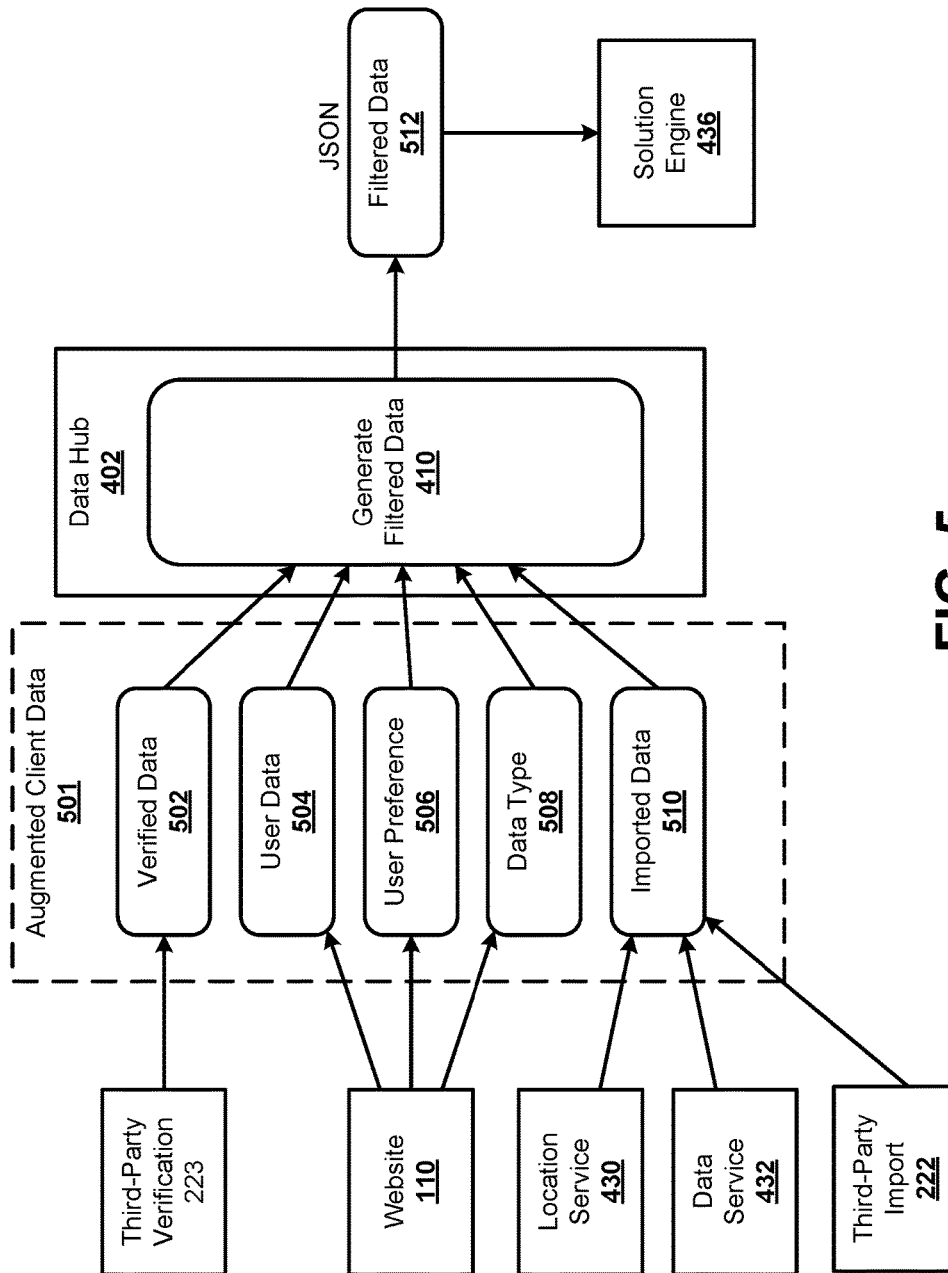 Third-Party
Verification
223
Website
110
Location
Service
430
Data
Service
432
Third-Party
Import
222
Augmented Client Data
501
Verified Data
502
User Data
504
User Preference
506
Data Type
508
Imported Data
510
Data Hub
402
Generate
Filtered Data
410
JSON
Filtered Data
512
Solution
Engine
436
FIG. 5